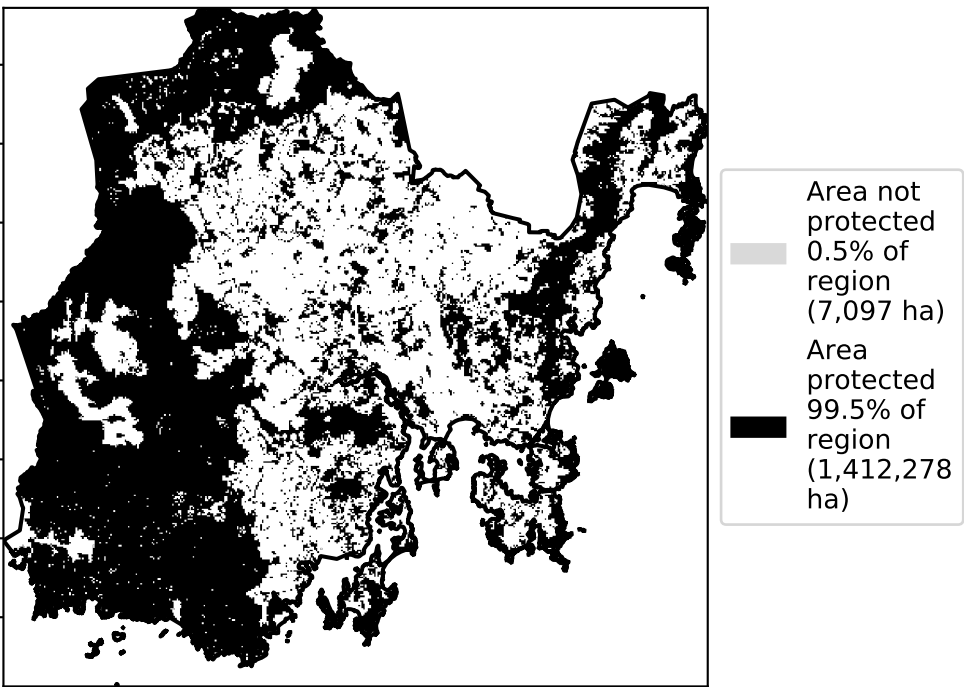 Area not
protected
0.5% of
region
(7,097 ha)
Area
protected
99.5% of
region
(1,412,278
ha)